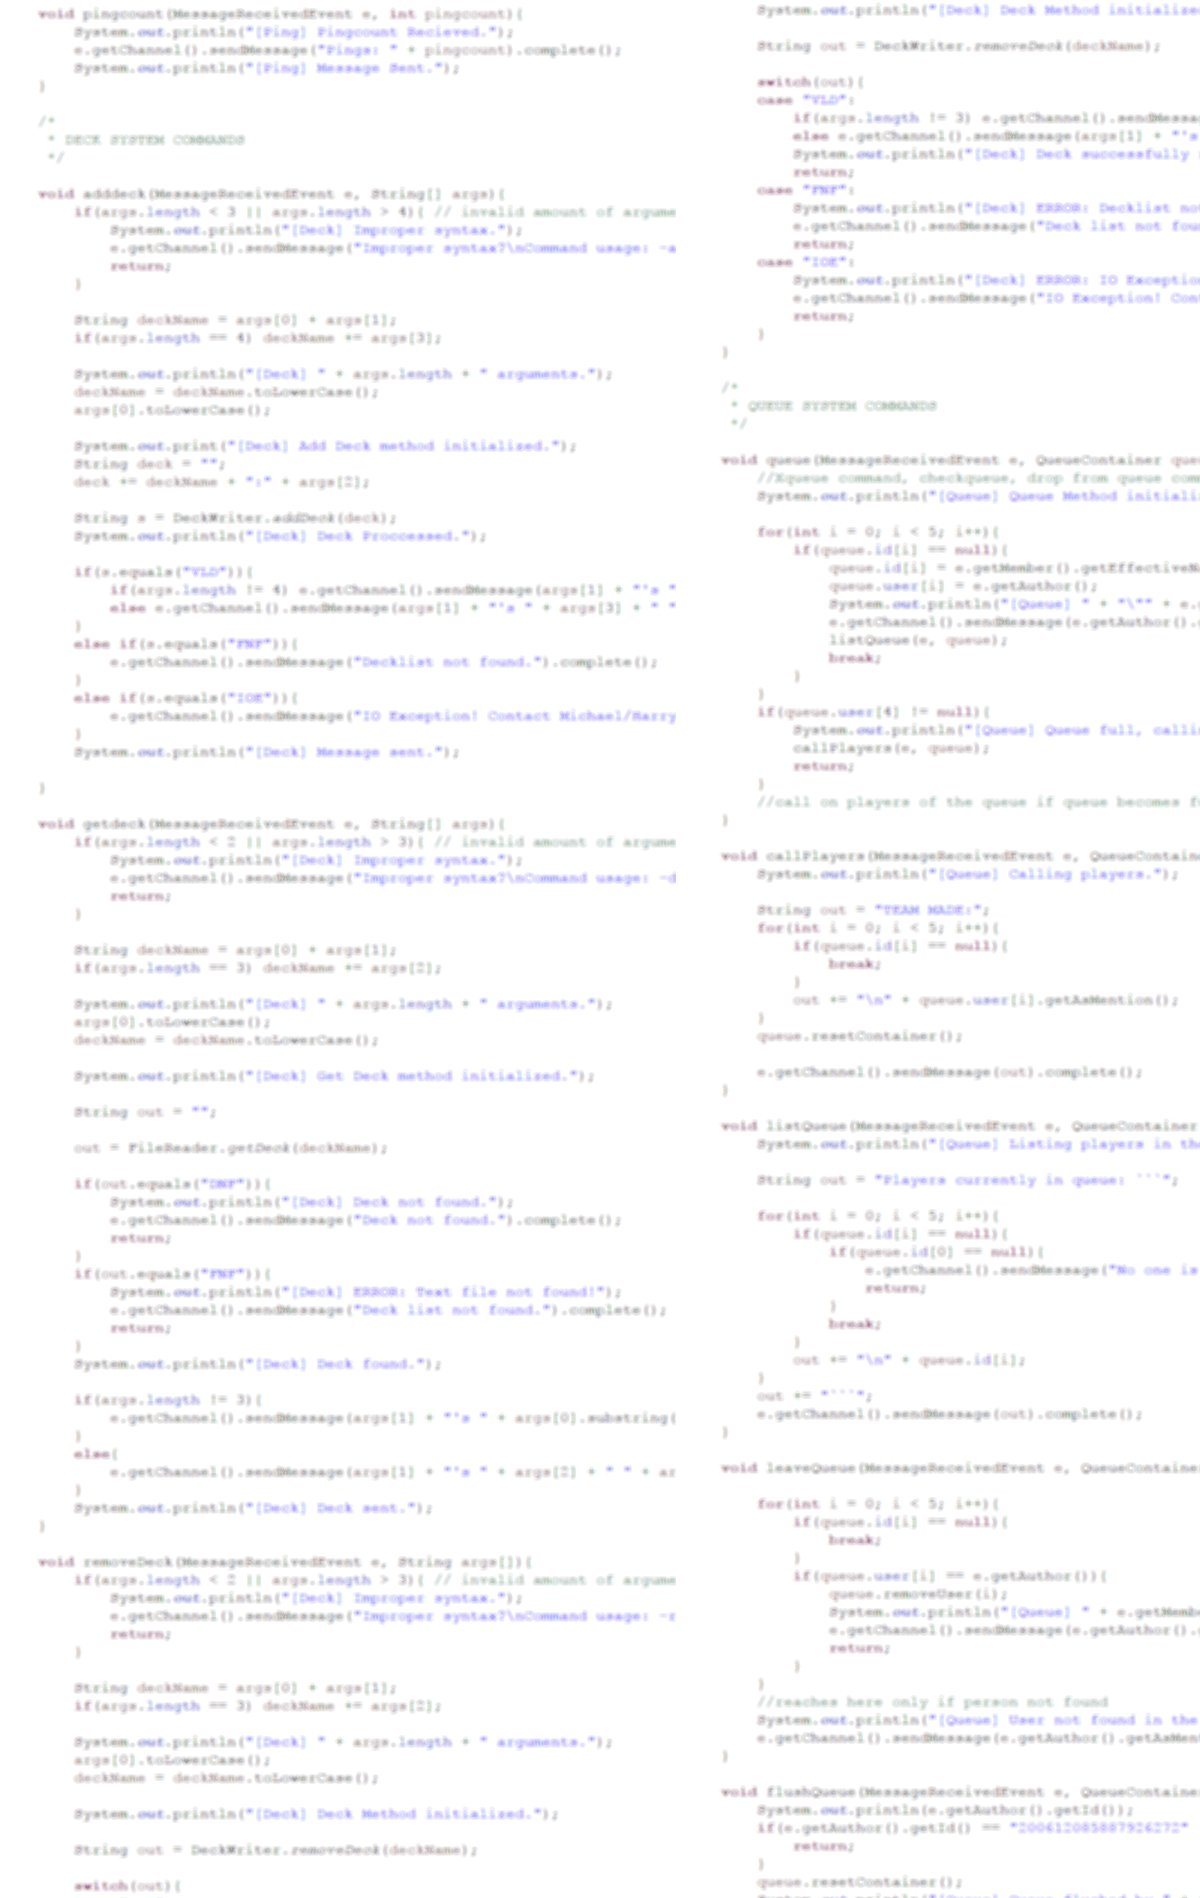 void pingcount(MessageReceivedEvent e, int pingcount){
System.out.println("[Ping] Pingcount Recieved.");
e.getChannel().sendMessage("Pings: " + pingcount).complete();
System.out.println("[Ping] Message Sent.");
}
/*
* DECK SYSTEM COMMANDS
*/
void adddeck(MessageReceivedEvent e, String[] args){
if(args.length < 3 || args.length > 4){ // invalid amount of argume
System.out.println("[Deck] Improper syntax.");
e.getChannel().sendMessage("Improper syntax?\nCommand usage: -a
return;
}
String deckName = args[0] + args[1];
if(args.length == 4) deckName += args[3];
System.out.println("[Deck] " + args.length + " arguments.");
deckName = deckName.toLowerCase();
args[0].toLowerCase();
System.out.print("[Deck] Add Deck method initialized.");
String deck = "";
deck += deckName + ":" + args[2];
String s = DeckWriter.addDeck(deck);
System.out.println("[Deck] Deck Proccessed.");
if(s.equals("VLD")){
if(args.length != 4) e.getChannel().sendMessage(args[1] + "'s "
else e.getChannel().sendMessage(args[1] + "'s " + args[3] + " "
}
else if(s.equals("FNF")){
e.getChannel().sendMessage("Decklist not found.").complete();
}
else if(s.equals("IOE")){
e.getChannel().sendMessage("IO Exception! Contact Michael/Harry
}
System.out.println("[Deck] Message sent.");
}
void getdeck(MessageReceivedEvent e, String[] args){
if(args.length < 2 || args.length > 3){ // invalid amount of argume
System.out.println("[Deck] Improper syntax.");
e.getChannel().sendMessage("Improper syntax?\nCommand usage: -d
return;
}
String deckName = args[0] + args[1];
if(args.length == 3) deckName += args[2];
System.out.println("[Deck] " + args.length + " arguments.");
args[0].toLowerCase();
deckName = deckName.toLowerCase();
System.out.println("[Deck] Get Deck method initialized.");
String out = "";
out = FileReader.getDeck(deckName);
if(out.equals("DNF")){
System.out.println("[Deck] Deck not found.");
e.getChannel().sendMessage("Deck not found.").complete();
return;
}
if(out.equals("FNF")){
System.out.println("[Deck] ERROR: Text file not found!");
e.getChannel().sendMessage("Deck list not found.").complete();
return;
}
System.out.println("[Deck] Deck found.");
if(args.length != 3){
e.getChannel().sendMessage(args[1] + "'s " + args[0].substring(
}
else{
e.getChannel().sendMessage(args[1] + "'s " + args[2] + " " + ar
}
System.out.println("[Deck] Deck sent.");
}
void removeDeck(MessageReceivedEvent e, String args[]){
if(args.length < 2 || args.length > 3){ // invalid amount of argume
System.out.println("[Deck] Improper syntax.");
e.getChannel().sendMessage("Improper syntax?\nCommand usage: -r
return;
}
String deckName = args[0] + args[1];
if(args.length == 3) deckName += args[2];
System.out.println("[Deck] " + args.length + " arguments.");
args[0].toLowerCase();
deckName = deckName.toLowerCase();
System.out.println("[Deck] Deck Method initialized.");
String out = DeckWriter.removeDeck(deckName);
switch(out){
System.out.println("[Deck] Deck Method initialize
String out = DeckWriter.removeDeck(deckName);
switch(out){
case "VLD":
if(args.length != 3) e.getChannel().sendMessa
else e.getChannel().sendMessage(args[1] + "'s
System.out.println("[Deck] Deck successfully
return;
case "FNF":
System.out.println("[Deck] ERROR: Decklist no
e.getChannel().sendMessage("Deck list not fou
return;
case "IOE":
System.out.println("[Deck] ERROR: IO Exception
e.getChannel().sendMessage("IO Exception! Con
return;
}
}
/*
* QUEUE SYSTEM COMMANDS
*/
void queue(MessageReceivedEvent e, QueueContainer que
//Xqueue command, checkqueue, drop from queue com
System.out.println("[Queue] Queue Method initiali
for(int i = 0; i < 5; i++){
if(queue.id[i] == null){
queue.id[i] = e.getMember().getEffectiveN
queue.user[i] = e.getAuthor();
System.out.println("[Queue] " + "\"" + e.g
e.getChannel().sendMessage(e.getAuthor().
listQueue(e, queue);
break;
}
}
if(queue.user[4] != null){
System.out.println("[Queue] Queue full, calli
callPlayers(e, queue);
return;
}
//call on players of the queue if queue becomes f
}
void callPlayers(MessageReceivedEvent e, QueueContain
System.out.println("[Queue] Calling players.");
String out = "TEAM MADE:";
for(int i = 0; i < 5; i++){
if(queue.id[i] == null){
break;
}
out += "\n" + queue.user[i].getAsMention();
}
queue.resetContainer();
e.getChannel().sendMessage(out).complete();
}
void listQueue(MessageReceivedEvent e, QueueContainer
System.out.println("[Queue] Listing players in th
String out = "Players currently in queue: ```";
for(int i = 0; i < 5; i++){
if(queue.id[i] == null){
if(queue.id[0] == null){
e.getChannel().sendMessage("No one is
return;
}
break;
}
out += "\n" + queue.id[i];
}
out += "```";
e.getChannel().sendMessage(out).complete();
}
void leaveQueue(MessageReceivedEvent e, QueueContaine
for(int i = 0; i < 5; i++){
if(queue.id[i] == null){
break;
}
if(queue.user[i] == e.getAuthor()){
queue.removeUser(i);
System.out.println("[Queue] " + e.getMemb
e.getChannel().sendMessage(e.getAuthor().
return;
}
}
//reaches here only if person not found
System.out.println("[Queue] User not found in the
e.getChannel().sendMessage(e.getAuthor().getAsMen
}
void flushQueue(MessageReceivedEvent e, QueueContaine
System.out.println(e.getAuthor().getId());
if(e.getAuthor().getId() == "200612085887926272"
return;
}
queue.resetContainer();